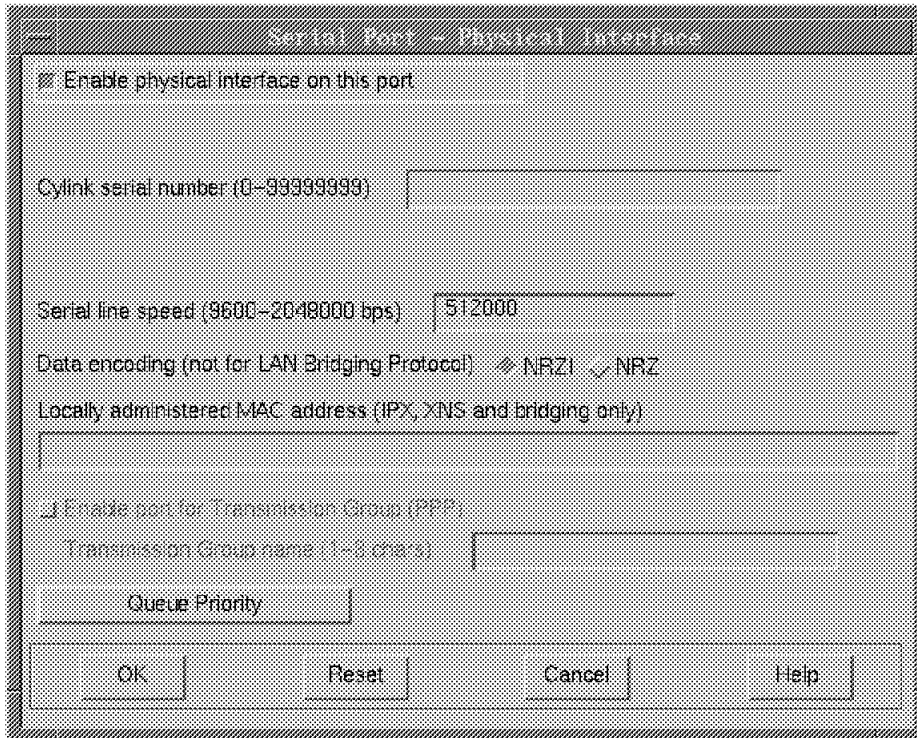 Serial Port - Physical Interface
Enable physical interface on this port
Cylink serial number (0-99999999)
Serial line speed (9600-2048000 bps) 512000
Data encoding (not for LAN Bridging Protocol) NRZI NRZ
Locally administered MAC address (IPX, XNS and bridging only)
Enable port for Transmission Group (PPP)
Transmission Group name (1-8 chars)
Queue Priority
OK Reset Cancel Help